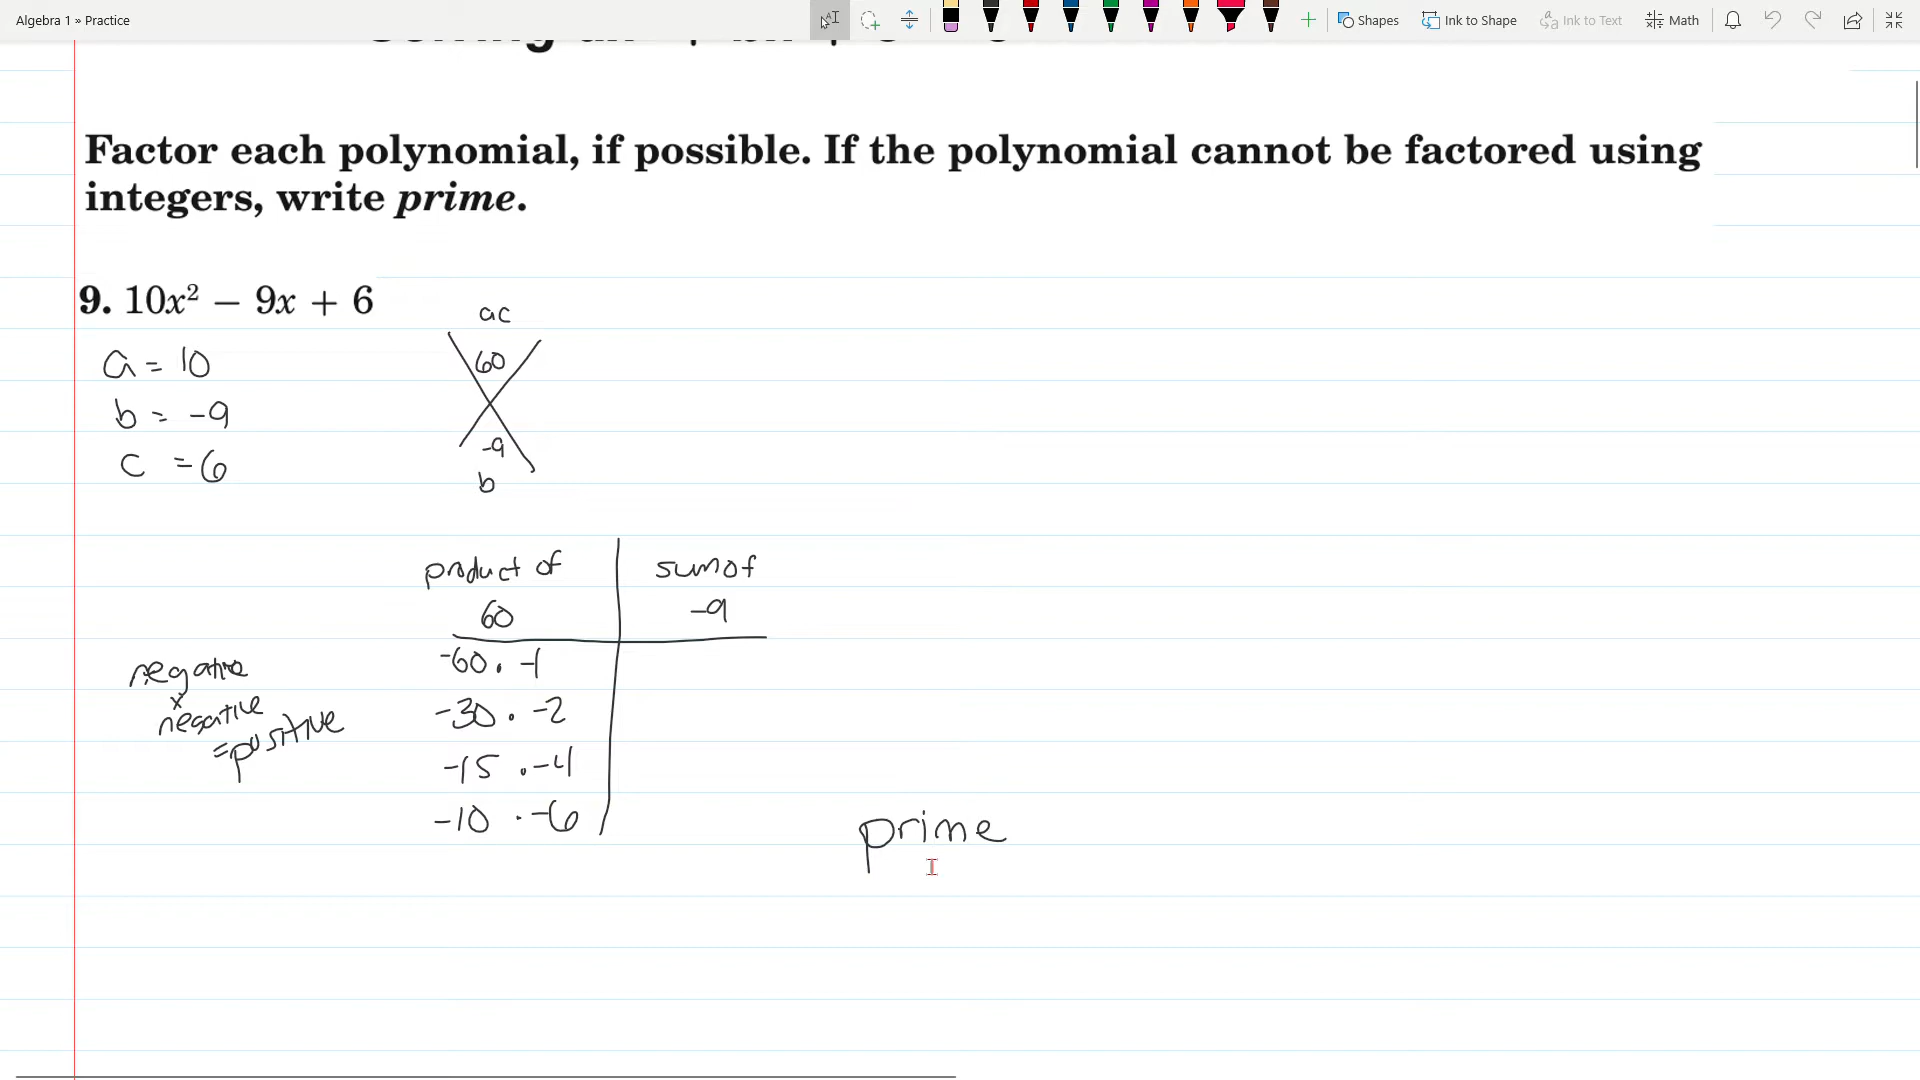 Algebra 1 » Practice
Shapes
Ink to Shape
Ink to Text
Math
Factor each polynomial, if possible. If the polynomial cannot be factored using
integers, write prime.
9. 10x² − 9x + 6
ac
a = 10
60
b = -9
-9
c = 6
b
product of
sum of
60
-9
-60 · -1
negative
x
-30 · -2
negative
=positive
-15 · -4
-10 · -6
prime